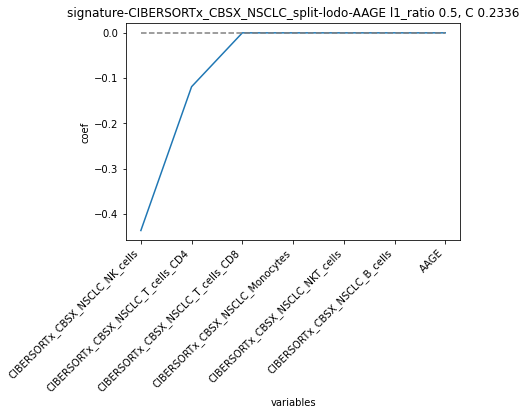 signature-CIBERSORTx_CBSX_NSCLC_split-lodo-AAGE l1_ratio 0.5, C 0.2336
0.0
−0.1
−0.2
−0.3
−0.4
coef
CIBERSORTx_CBSX_NSCLC_NK_cells
CIBERSORTx_CBSX_NSCLC_T_cells_CD4
CIBERSORTx_CBSX_NSCLC_T_cells_CD8
CIBERSORTx_CBSX_NSCLC_Monocytes
CIBERSORTx_CBSX_NSCLC_NKT_cells
CIBERSORTx_CBSX_NSCLC_B_cells
AAGE
variables